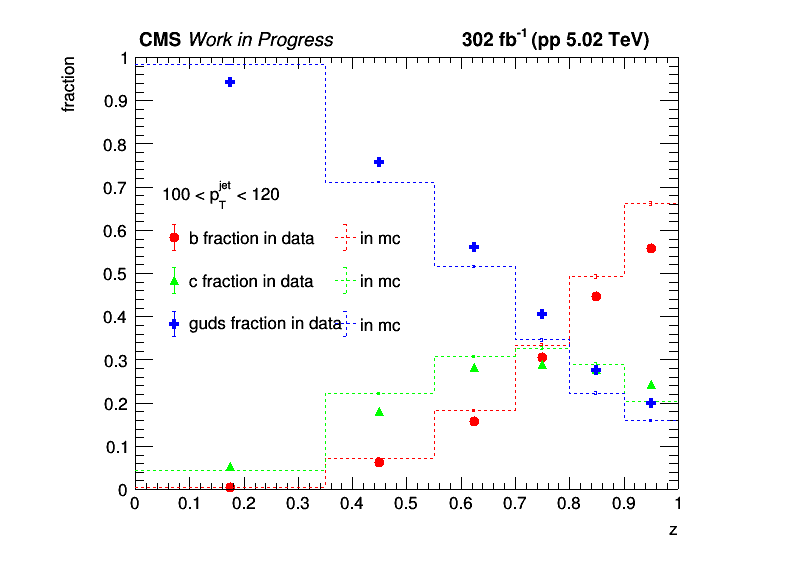 CMS Work in Progress 302 fb-1 (pp 5.02 TeV)
fraction
1
0.9
0.8
0.7
0.6
0.5
0.4
0.3
0.2
0.1
0
100 < pTjet < 120
b fraction in data in mc
c fraction in data in mc
guds fraction in data in mc
0 0.1 0.2 0.3 0.4 0.5 0.6 0.7 0.8 0.9 1
z